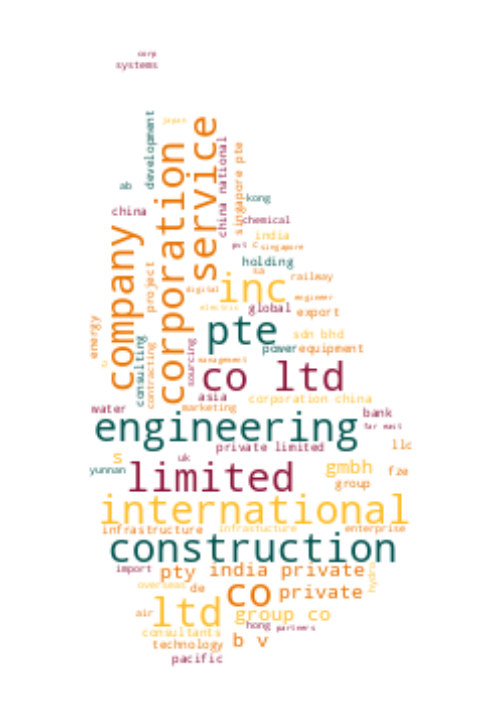 corp
systems
development
japan
service
corporation
china national
singapore pte
ab
kong
china
chemical
india
pvt
c
singapore
company
holding
sa
railway
project
digital
inc
engineer
electric
global
export
energy
pte
sdn bhd
consulting
contracting
sourcing
power
equipment
management
co ltd
asia
corporation china
water
marketing
bank
engineering
far east
private limited
llc
s
uk
yunnan
limited
gmbh
fze
group
international
infrastructure
infrastucture
enterprise
construction
import
pty
india private
hydro
overseas
de
co
private
air
ltd
group co
hong
partners
consultants
b v
technology
pacific